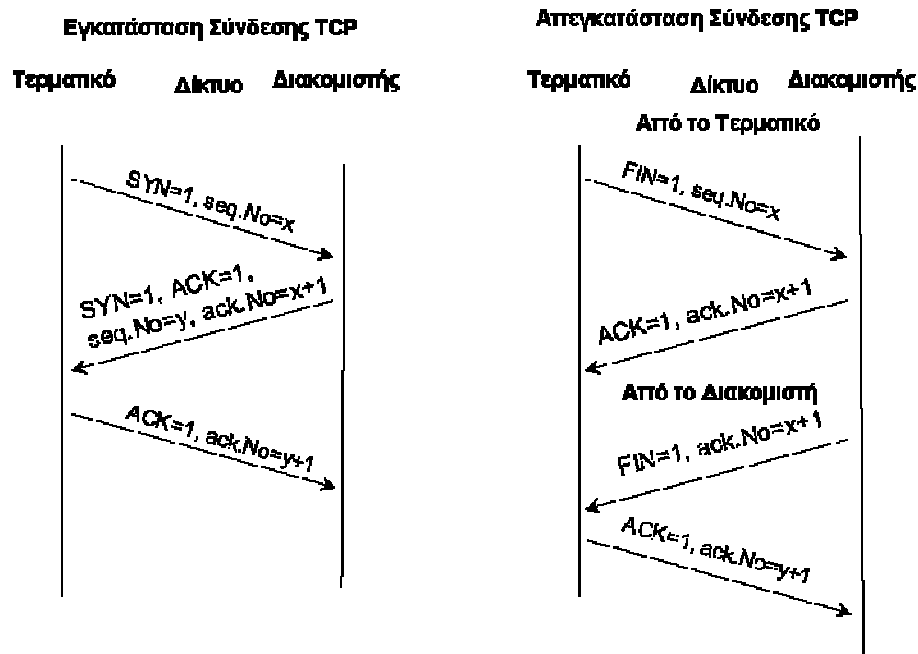 Εγκατάσταση Σύνδεσης TCP
Τερματικό Δίκτυο Διακομιστής
SYN=1, seq.No=x
SYN=1, ACK=1,
seq.No=y, ack.No=x+1
ACK=1, ack.No=y+1
Απεγκατάσταση Σύνδεσης TCP
Τερματικό Δίκτυο Διακομιστής
Από το Τερματικό
FIN=1, seq.No=x
ACK=1, ack.No=x+1
Από το Διακομιστή
FIN=1, ack.No=x+1
ACK=1, ack.No=y+1